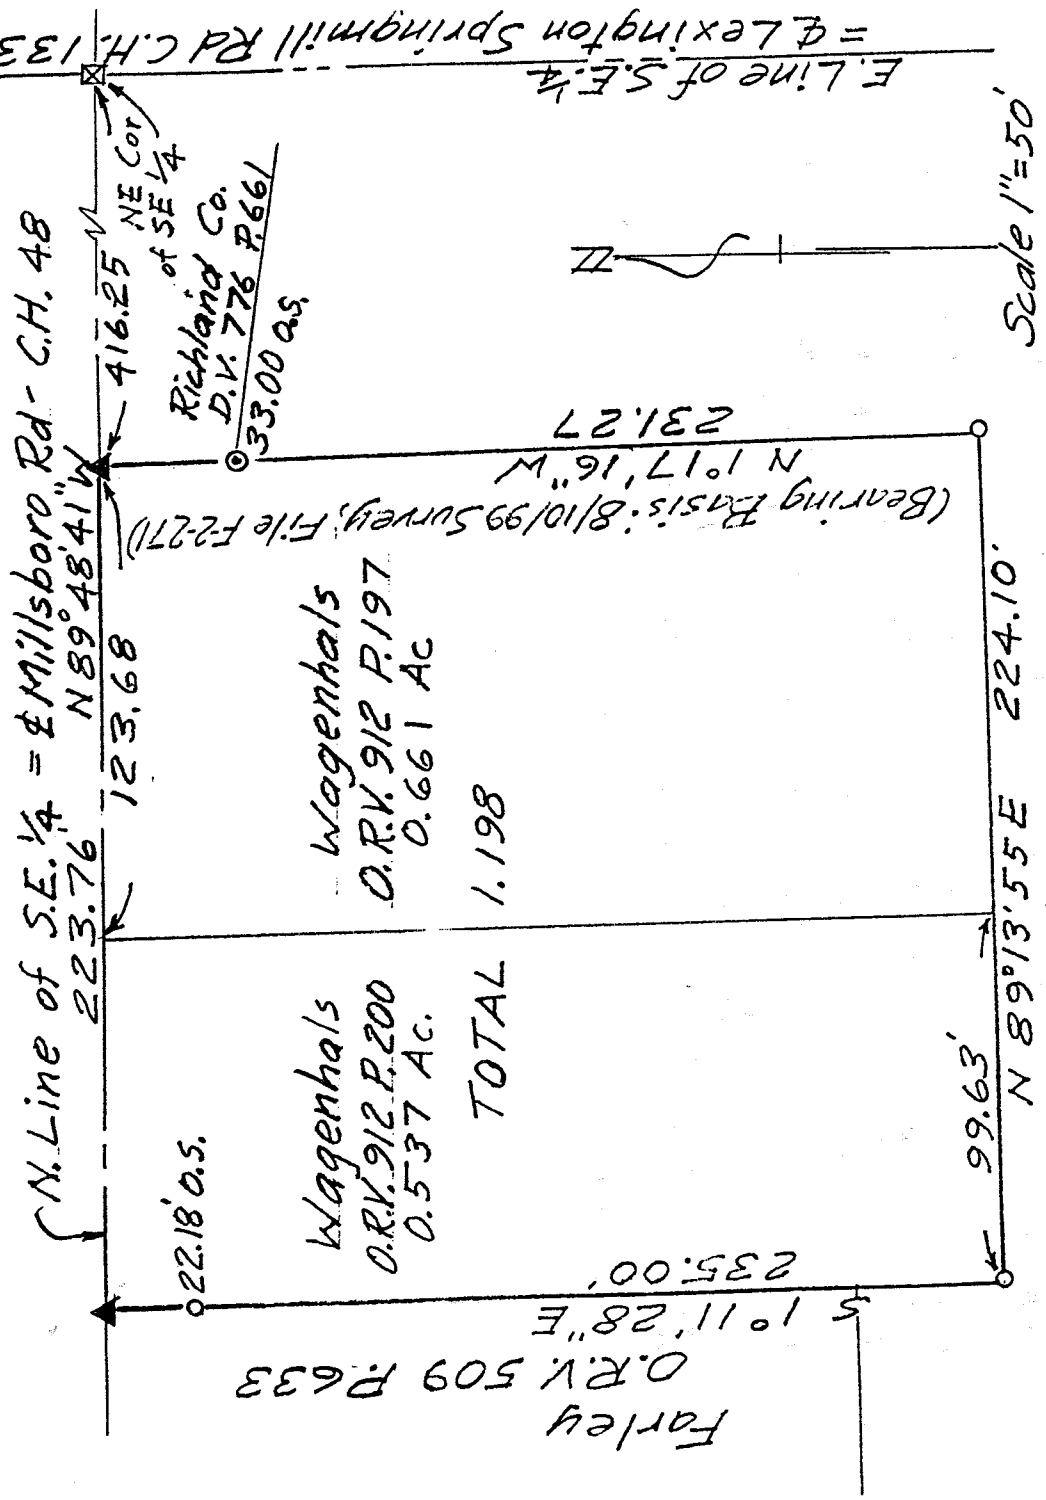 N. Line of S.E. 1/4 = ℄ Millsboro Rd - C.H. 48
223.76
N 89° 48' 41" W
123.68
416.25
NE Cor
of SE 1/4
E. Line of S.E. 1/4
= ℄ Lexington Springmill Rd C.H. 133
Richland Co.
D.V. 776 P.661
33.00 o.s.
22.18' o.s.
Wagenhals
O.R.V. 912 P.200
0.537 Ac.
Wagenhals
O.R.V. 912 P.197
0.661 Ac
TOTAL 1.198
231.27
N 1° 17' 16" W
(Bearing Basis: 8/10/99 Survey, File F-2-271)
235.00'
S 1° 11' 28" E
Farley
O.R.V. 509 P.633
99.63'
N 89° 13' 55 E 224.10'
N
Scale 1"=50'